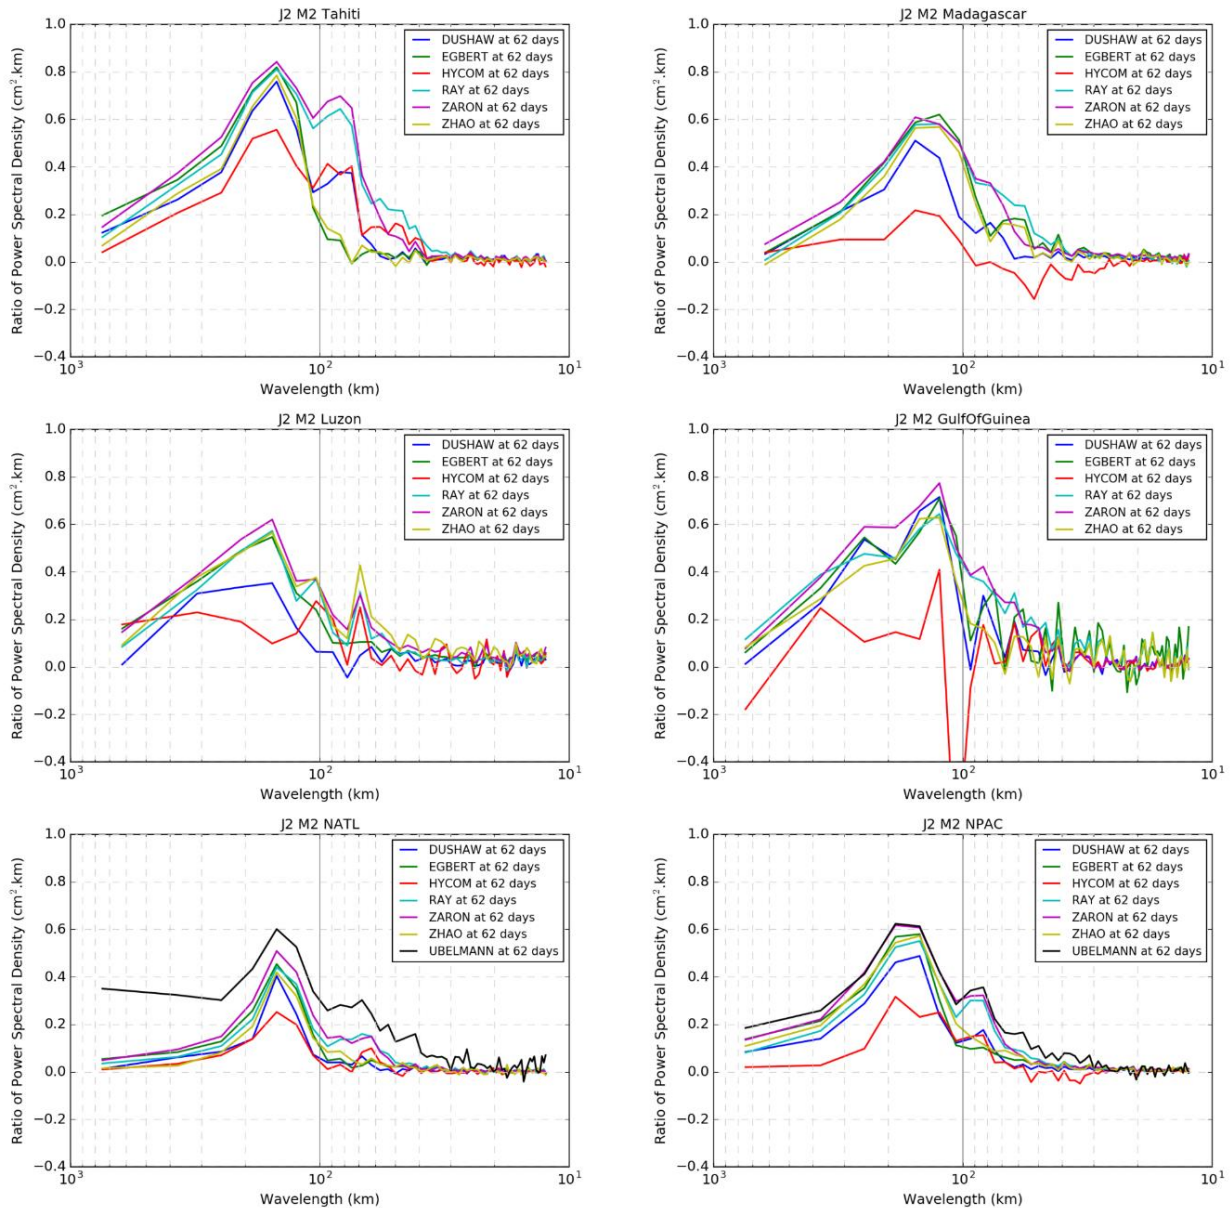 J2 M2 Tahiti
Ratio of Power Spectral Density (cm².km)
1.0
0.8
0.6
0.4
0.2
0.0
−0.2
−0.4
DUSHAW at 62 days
EGBERT at 62 days
HYCOM at 62 days
RAY at 62 days
ZARON at 62 days
ZHAO at 62 days
10³
10²
10¹
Wavelength (km)
J2 M2 Madagascar
Ratio of Power Spectral Density (cm².km)
1.0
0.8
0.6
0.4
0.2
0.0
−0.2
−0.4
DUSHAW at 62 days
EGBERT at 62 days
HYCOM at 62 days
RAY at 62 days
ZARON at 62 days
ZHAO at 62 days
10³
10²
10¹
Wavelength (km)
J2 M2 Luzon
Ratio of Power Spectral Density (cm².km)
1.0
0.8
0.6
0.4
0.2
0.0
−0.2
−0.4
DUSHAW at 62 days
EGBERT at 62 days
HYCOM at 62 days
RAY at 62 days
ZARON at 62 days
ZHAO at 62 days
10³
10²
10¹
Wavelength (km)
J2 M2 GulfOfGuinea
Ratio of Power Spectral Density (cm².km)
1.0
0.8
0.6
0.4
0.2
0.0
−0.2
−0.4
DUSHAW at 62 days
EGBERT at 62 days
HYCOM at 62 days
RAY at 62 days
ZARON at 62 days
ZHAO at 62 days
10³
10²
10¹
Wavelength (km)
J2 M2 NATL
Ratio of Power Spectral Density (cm².km)
1.0
0.8
0.6
0.4
0.2
0.0
−0.2
−0.4
DUSHAW at 62 days
EGBERT at 62 days
HYCOM at 62 days
RAY at 62 days
ZARON at 62 days
ZHAO at 62 days
UBELMANN at 62 days
10³
10²
10¹
Wavelength (km)
J2 M2 NPAC
Ratio of Power Spectral Density (cm².km)
1.0
0.8
0.6
0.4
0.2
0.0
−0.2
−0.4
DUSHAW at 62 days
EGBERT at 62 days
HYCOM at 62 days
RAY at 62 days
ZARON at 62 days
ZHAO at 62 days
UBELMANN at 62 days
10³
10²
10¹
Wavelength (km)